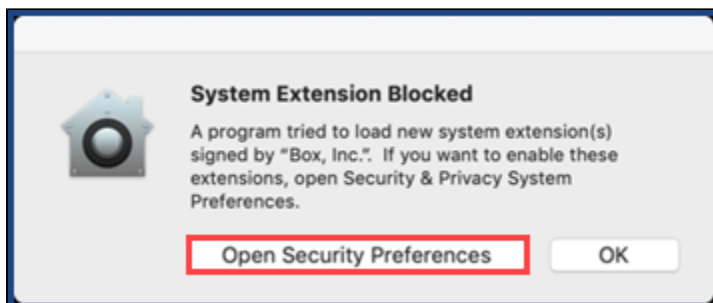 System Extension Blocked
A program tried to load new system extension(s)
signed by “Box, Inc.”.  If you want to enable these
extensions, open Security & Privacy System
Preferences.
Open Security Preferences
OK